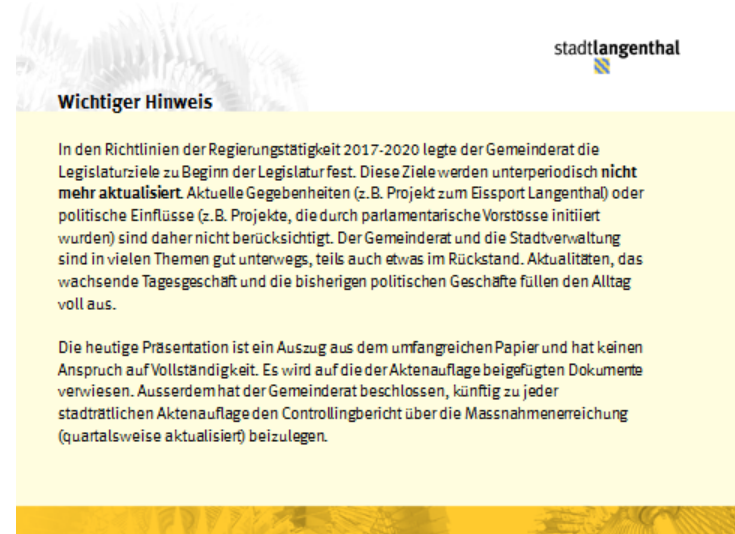 stadtlangenthal
Wichtiger Hinweis
In den Richtlinien der Regierungstätigkeit 2017-2020 legte der Gemeinderat die
Legislaturziele zu Beginn der Legislatur fest. Diese Ziele werden unterperiodisch nicht
mehr aktualisiert. Aktuelle Gegebenheiten (z.B. Projekt zum Eissport Langenthal) oder
politische Einflüsse (z.B. Projekte, die durch parlamentarische Vorstösse initiiert
wurden) sind daher nicht berücksichtigt. Der Gemeinderat und die Stadtverwaltung
sind in vielen Themen gut unterwegs, teils auch etwas im Rückstand. Aktualitäten, das
wachsende Tagesgeschäft und die bisherigen politischen Geschäfte füllen den Alltag
voll aus.
Die heutige Präsentation ist ein Auszug aus dem umfangreichen Papier und hat keinen
Anspruch auf Vollständigkeit. Es wird auf die der Aktenauflage beigefügten Dokumente
verwiesen. Ausserdem hat der Gemeinderat beschlossen, künftig zu jeder
stadträtlichen Aktenauflage den Controllingbericht über die Massnahmenerreichung
(quartalsweise aktualisiert) beizulegen.